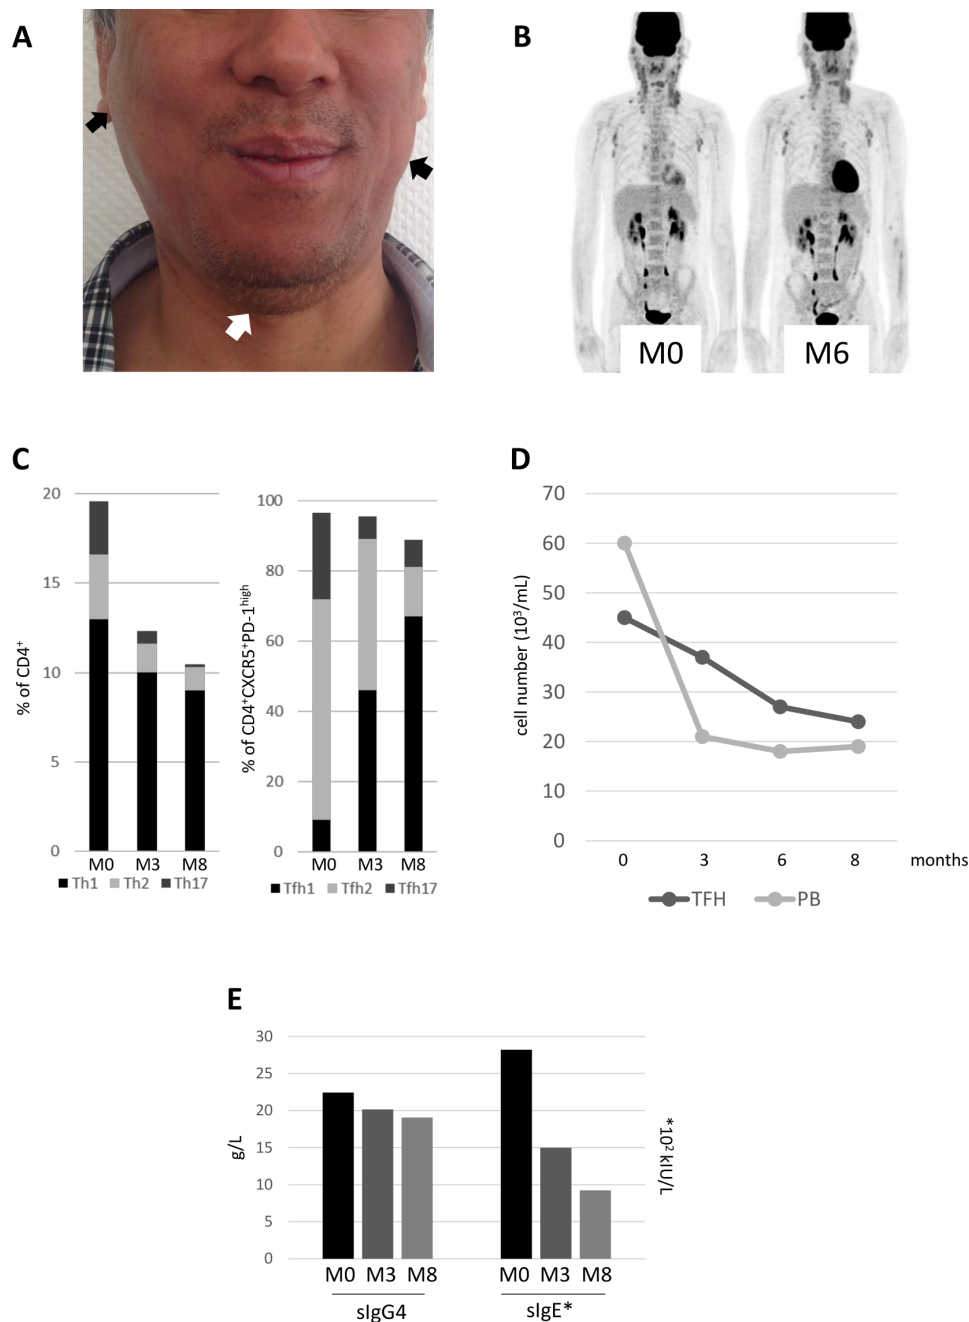 A
B
M0
M6
C
20
15
10
5
0
% of CD4⁺
M0 M3 M8
Th1 Th2 Th17
100
80
60
40
20
0
% of CD4⁺CXCR5⁺PD-1ʰⁱᵍʰ
M0 M3 M8
Tfh1 Tfh2 Tfh17
D
70
60
50
40
30
20
10
0
cell number (10³/mL)
0 3 6 8 months
TFH PB
E
30
25
20
15
10
5
0
g/L
*10² kIU/L
M0 M3 M8 M0 M3 M8
sIgG4 sIgE*